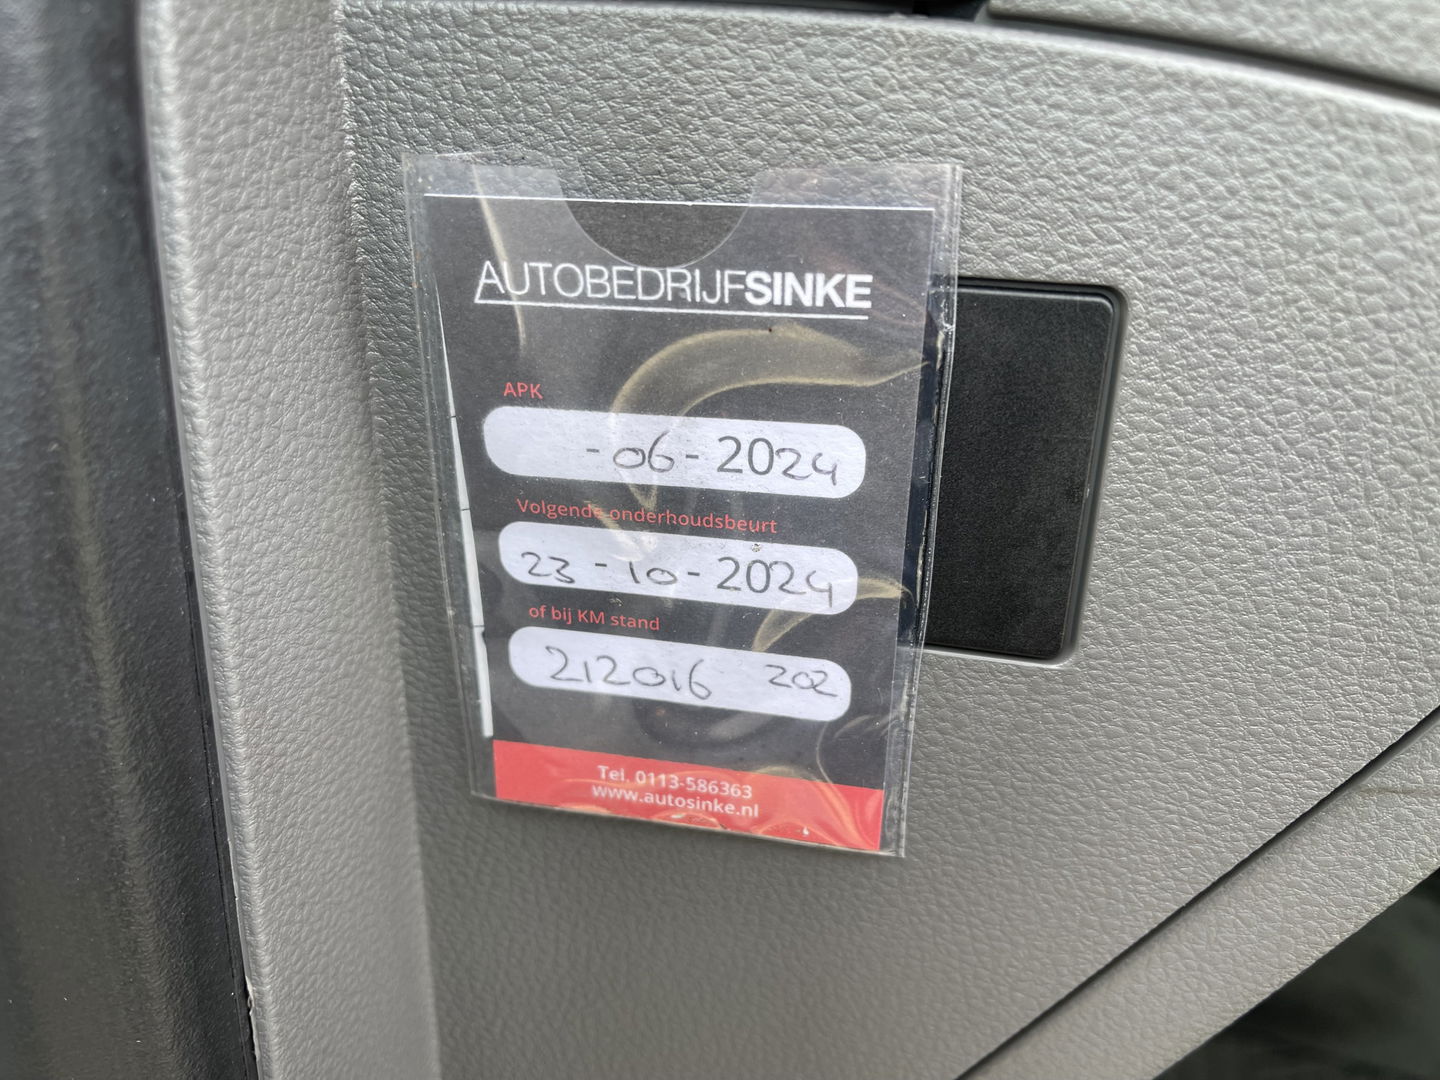 AUTOBEDRIJFSINKE
APK
-06-2024
Volgende onderhoudsbeurt
23-10-2024
of bij KM stand
212016 202
Tel. 0113-586363
www.autosinke.nl